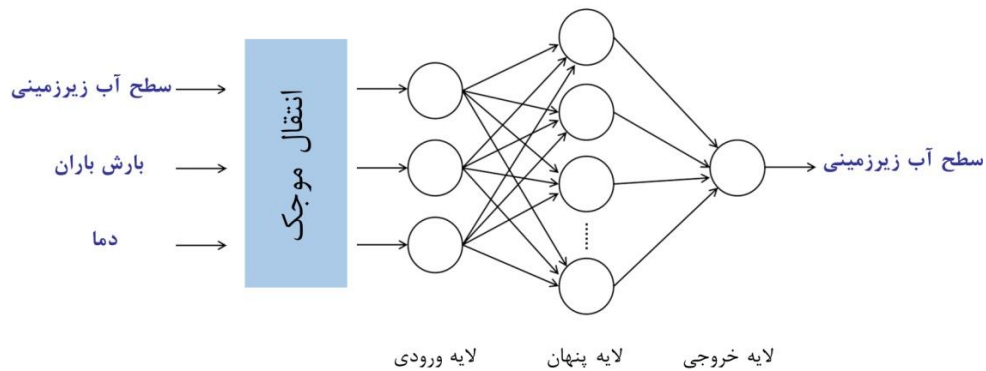 سطح آب زیرزمینی
بارش باران
دما
انتقال موجک
سطح آب زیرزمینی
لایه ورودی
لایه پنهان
لایه خروجی